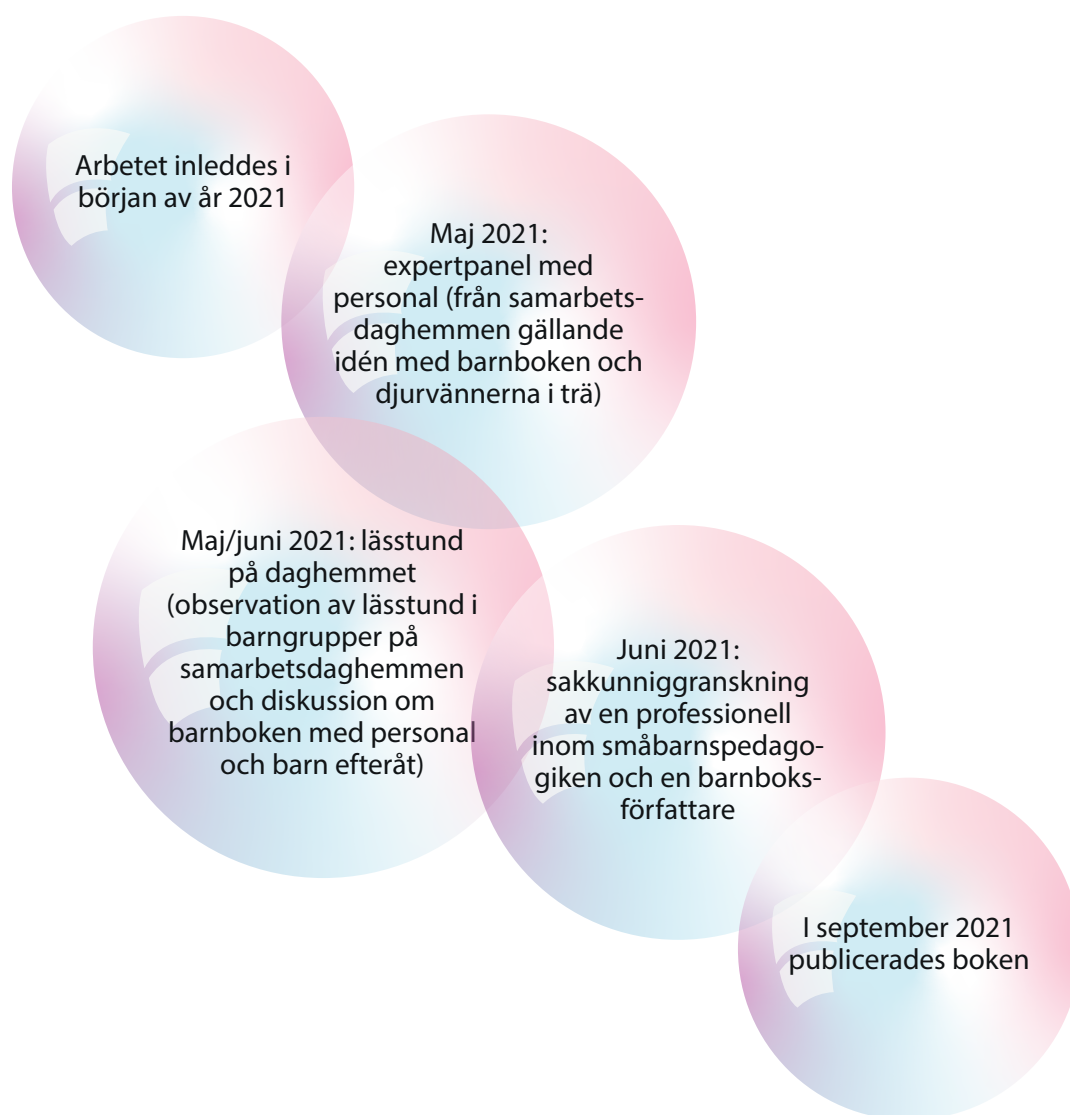 Arbetet inleddes i
början av år 2021
Maj 2021:
expertpanel med
personal (från samarbets-
daghemmen gällande
idén med barnboken och
djurvännerna i trä)
Maj/juni 2021: lässtund
på daghemmet
(observation av lässtund i
barngrupper på
samarbetsdaghemmen
och diskussion om
barnboken med personal
och barn efteråt)
Juni 2021:
sakkunniggranskning
av en professionell
inom småbarnspedago-
giken och en barnboks-
författare
I september 2021
publicerades boken